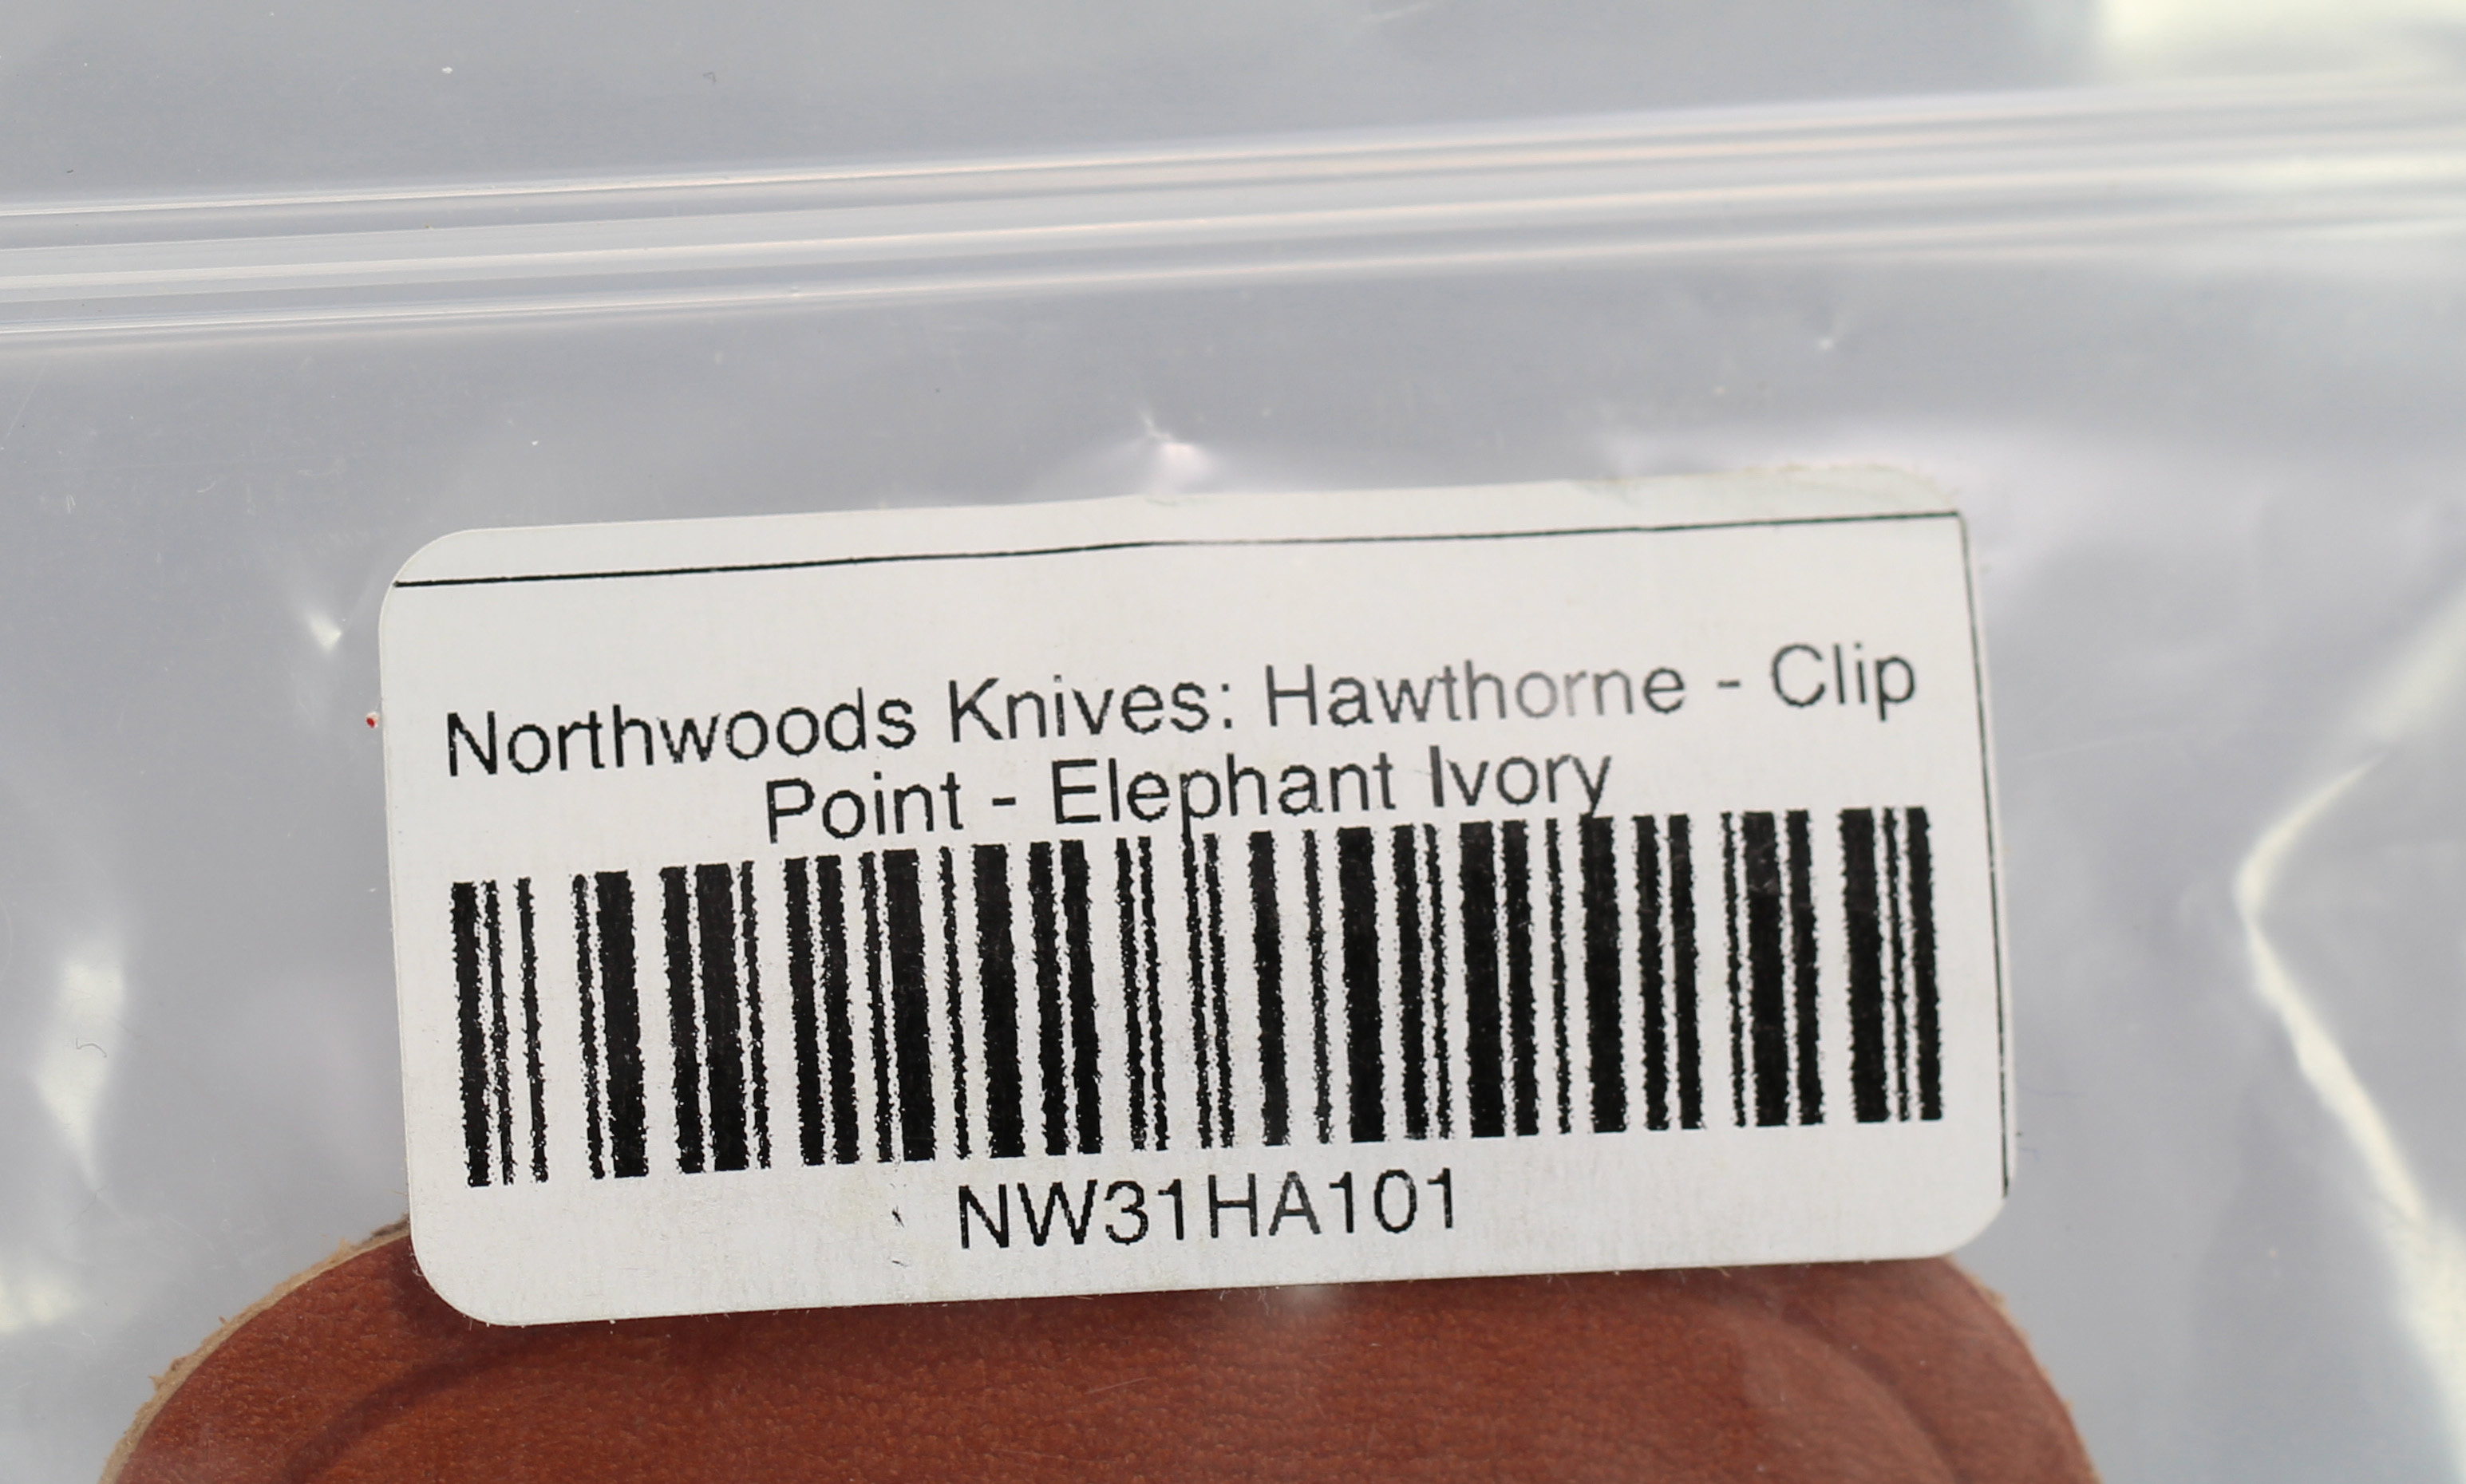 Northwoods Knives: Hawthorne - Clip
Point - Elephant Ivory
NW31HA101